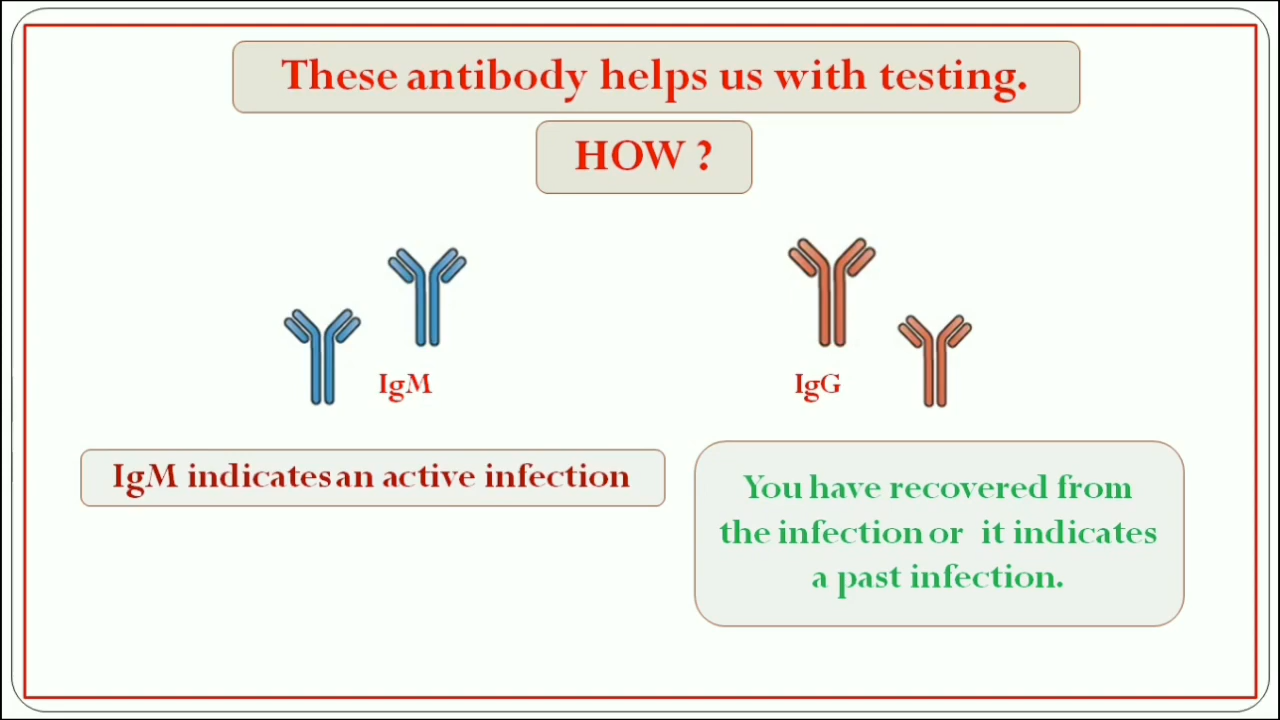 These antibody helps us with testing.
HOW ?
IgM
IgG
IgM indicates an active infection
You have recovered from
the infection or it indicates
a past infection.